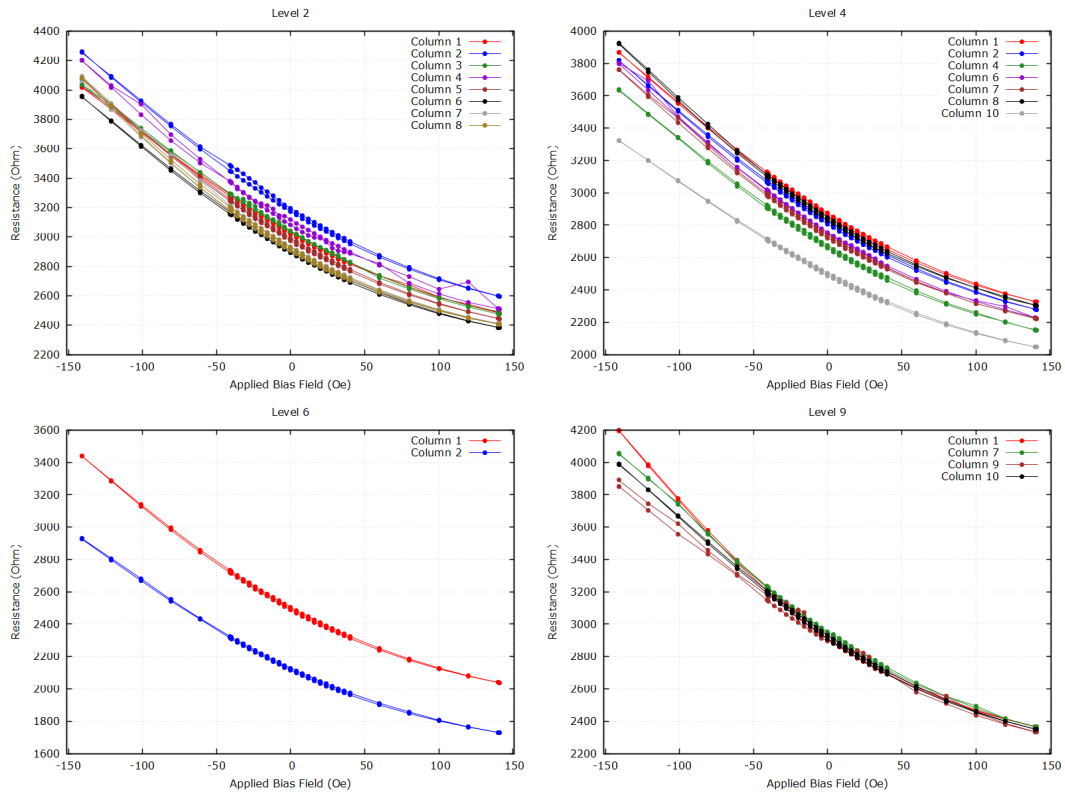 Level 2
4400
4200
4000
3800
3600
3400
3200
3000
2800
2600
2400
2200
Resistance (Ohm)
Column 1
Column 2
Column 3
Column 4
Column 5
Column 6
Column 7
Column 8
-150 -100 -50 0 50 100 150
Applied Bias Field (Oe)
Level 4
4000
3800
3600
3400
3200
3000
2800
2600
2400
2200
2000
Resistance (Ohm)
Column 1
Column 2
Column 4
Column 6
Column 7
Column 8
Column 10
-150 -100 -50 0 50 100 150
Applied Bias Field (Oe)
Level 6
3600
3400
3200
3000
2800
2600
2400
2200
2000
1800
1600
Resistance (Ohm)
Column 1
Column 2
-150 -100 -50 0 50 100 150
Applied Bias Field (Oe)
Level 9
4200
4000
3800
3600
3400
3200
3000
2800
2600
2400
2200
Resistance (Ohm)
Column 1
Column 7
Column 9
Column 10
-150 -100 -50 0 50 100 150
Applied Bias Field (Oe)